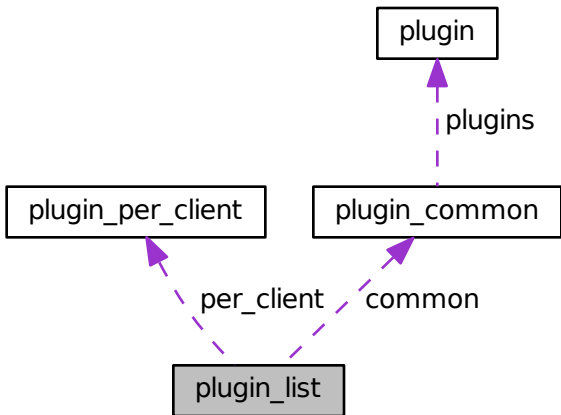 plugin
plugins
plugin_per_client
plugin_common
per_client
common
plugin_list